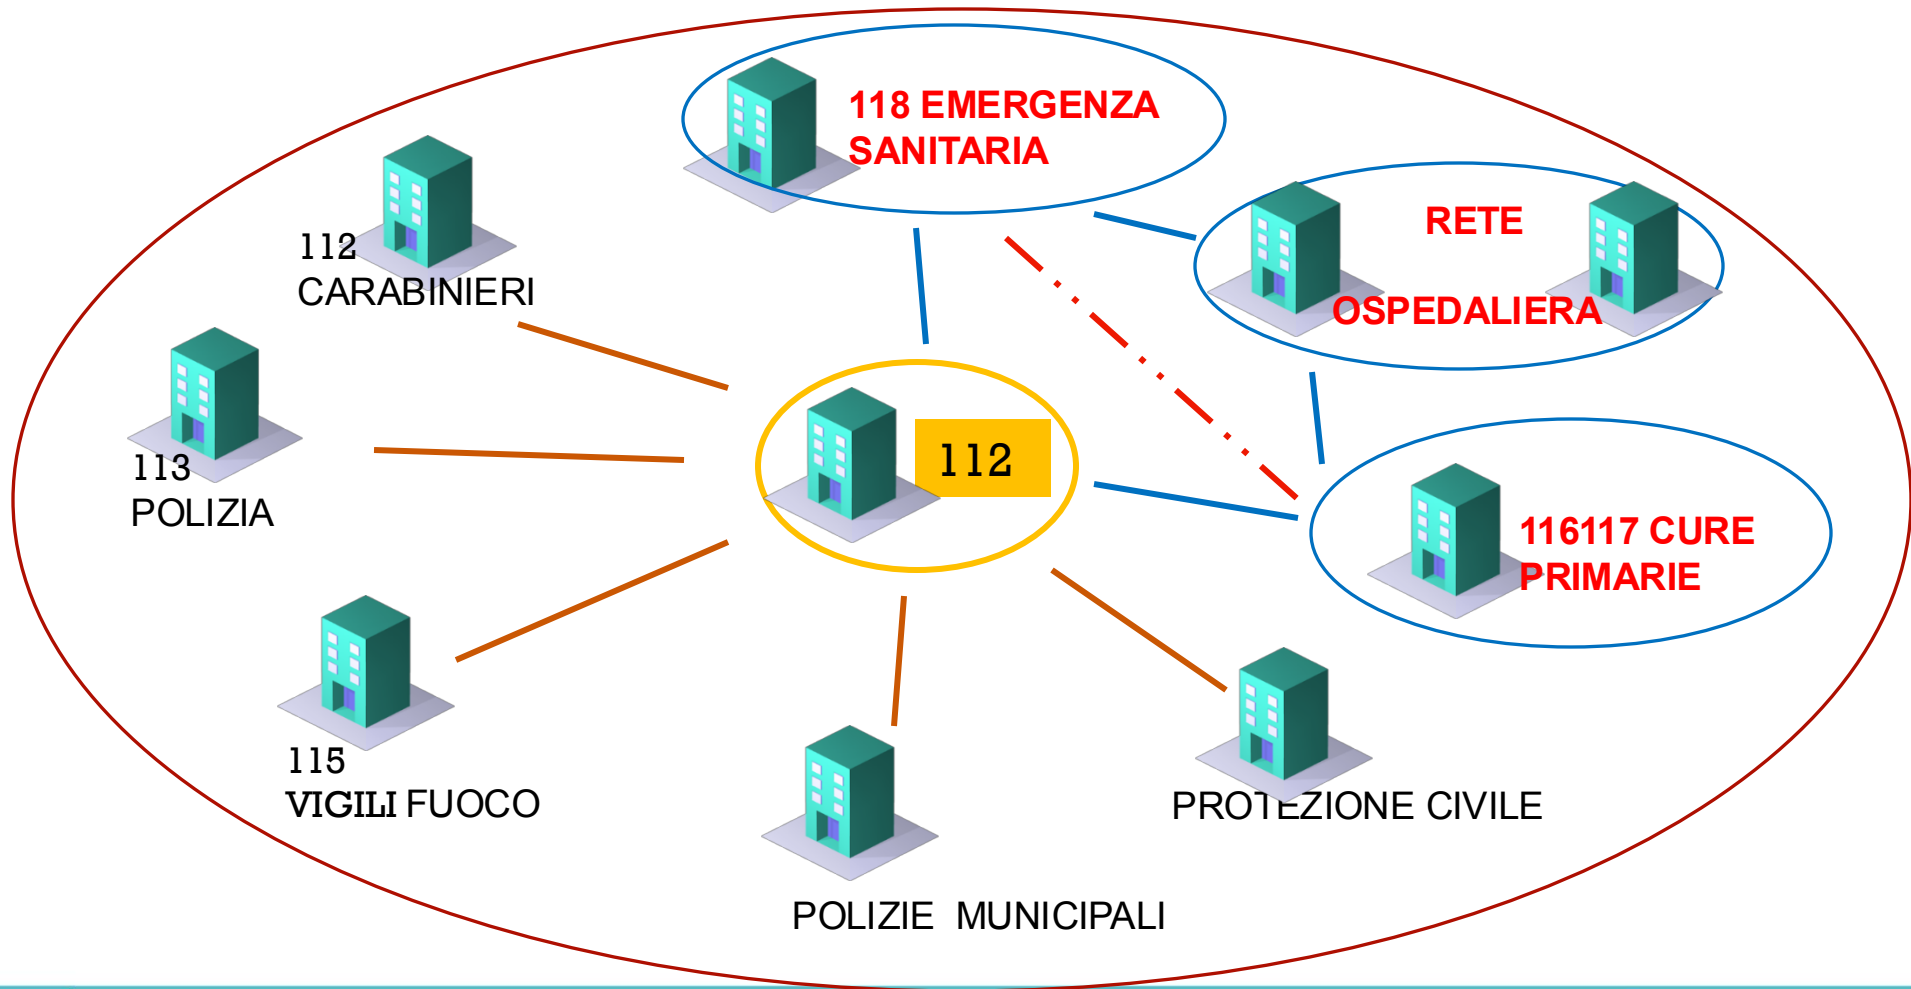 118 EMERGENZA
SANITARIA
RETE
OSPEDALIERA
112
CARABINIERI
112
113
POLIZIA
116117 CURE
PRIMARIE
115
VIGILI FUOCO
PROTEZIONE CIVILE
POLIZIE MUNICIPALI